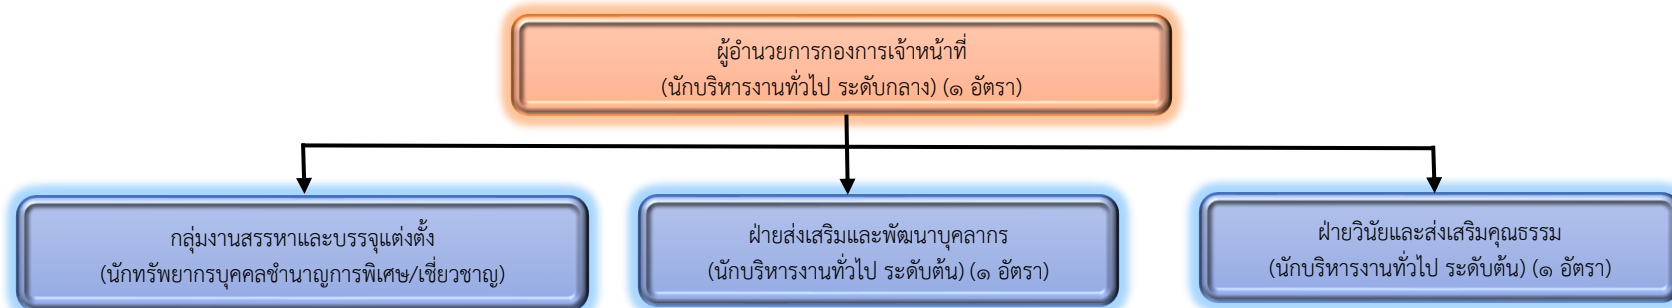 ผู้อำนวยการกองการเจ้าหน้าที่
(นักบริหารงานทั่วไป ระดับกลาง) (๑ อัตรา)
กลุ่มงานสรรหาและบรรจุแต่งตั้ง
(นักทรัพยากรบุคคลชำนาญการพิเศษ/เชี่ยวชาญ)
ฝ่ายส่งเสริมและพัฒนาบุคลากร
(นักบริหารงานทั่วไป ระดับต้น) (๑ อัตรา)
ฝ่ายวินัยและส่งเสริมคุณธรรม
(นักบริหารงานทั่วไป ระดับต้น) (๑ อัตรา)